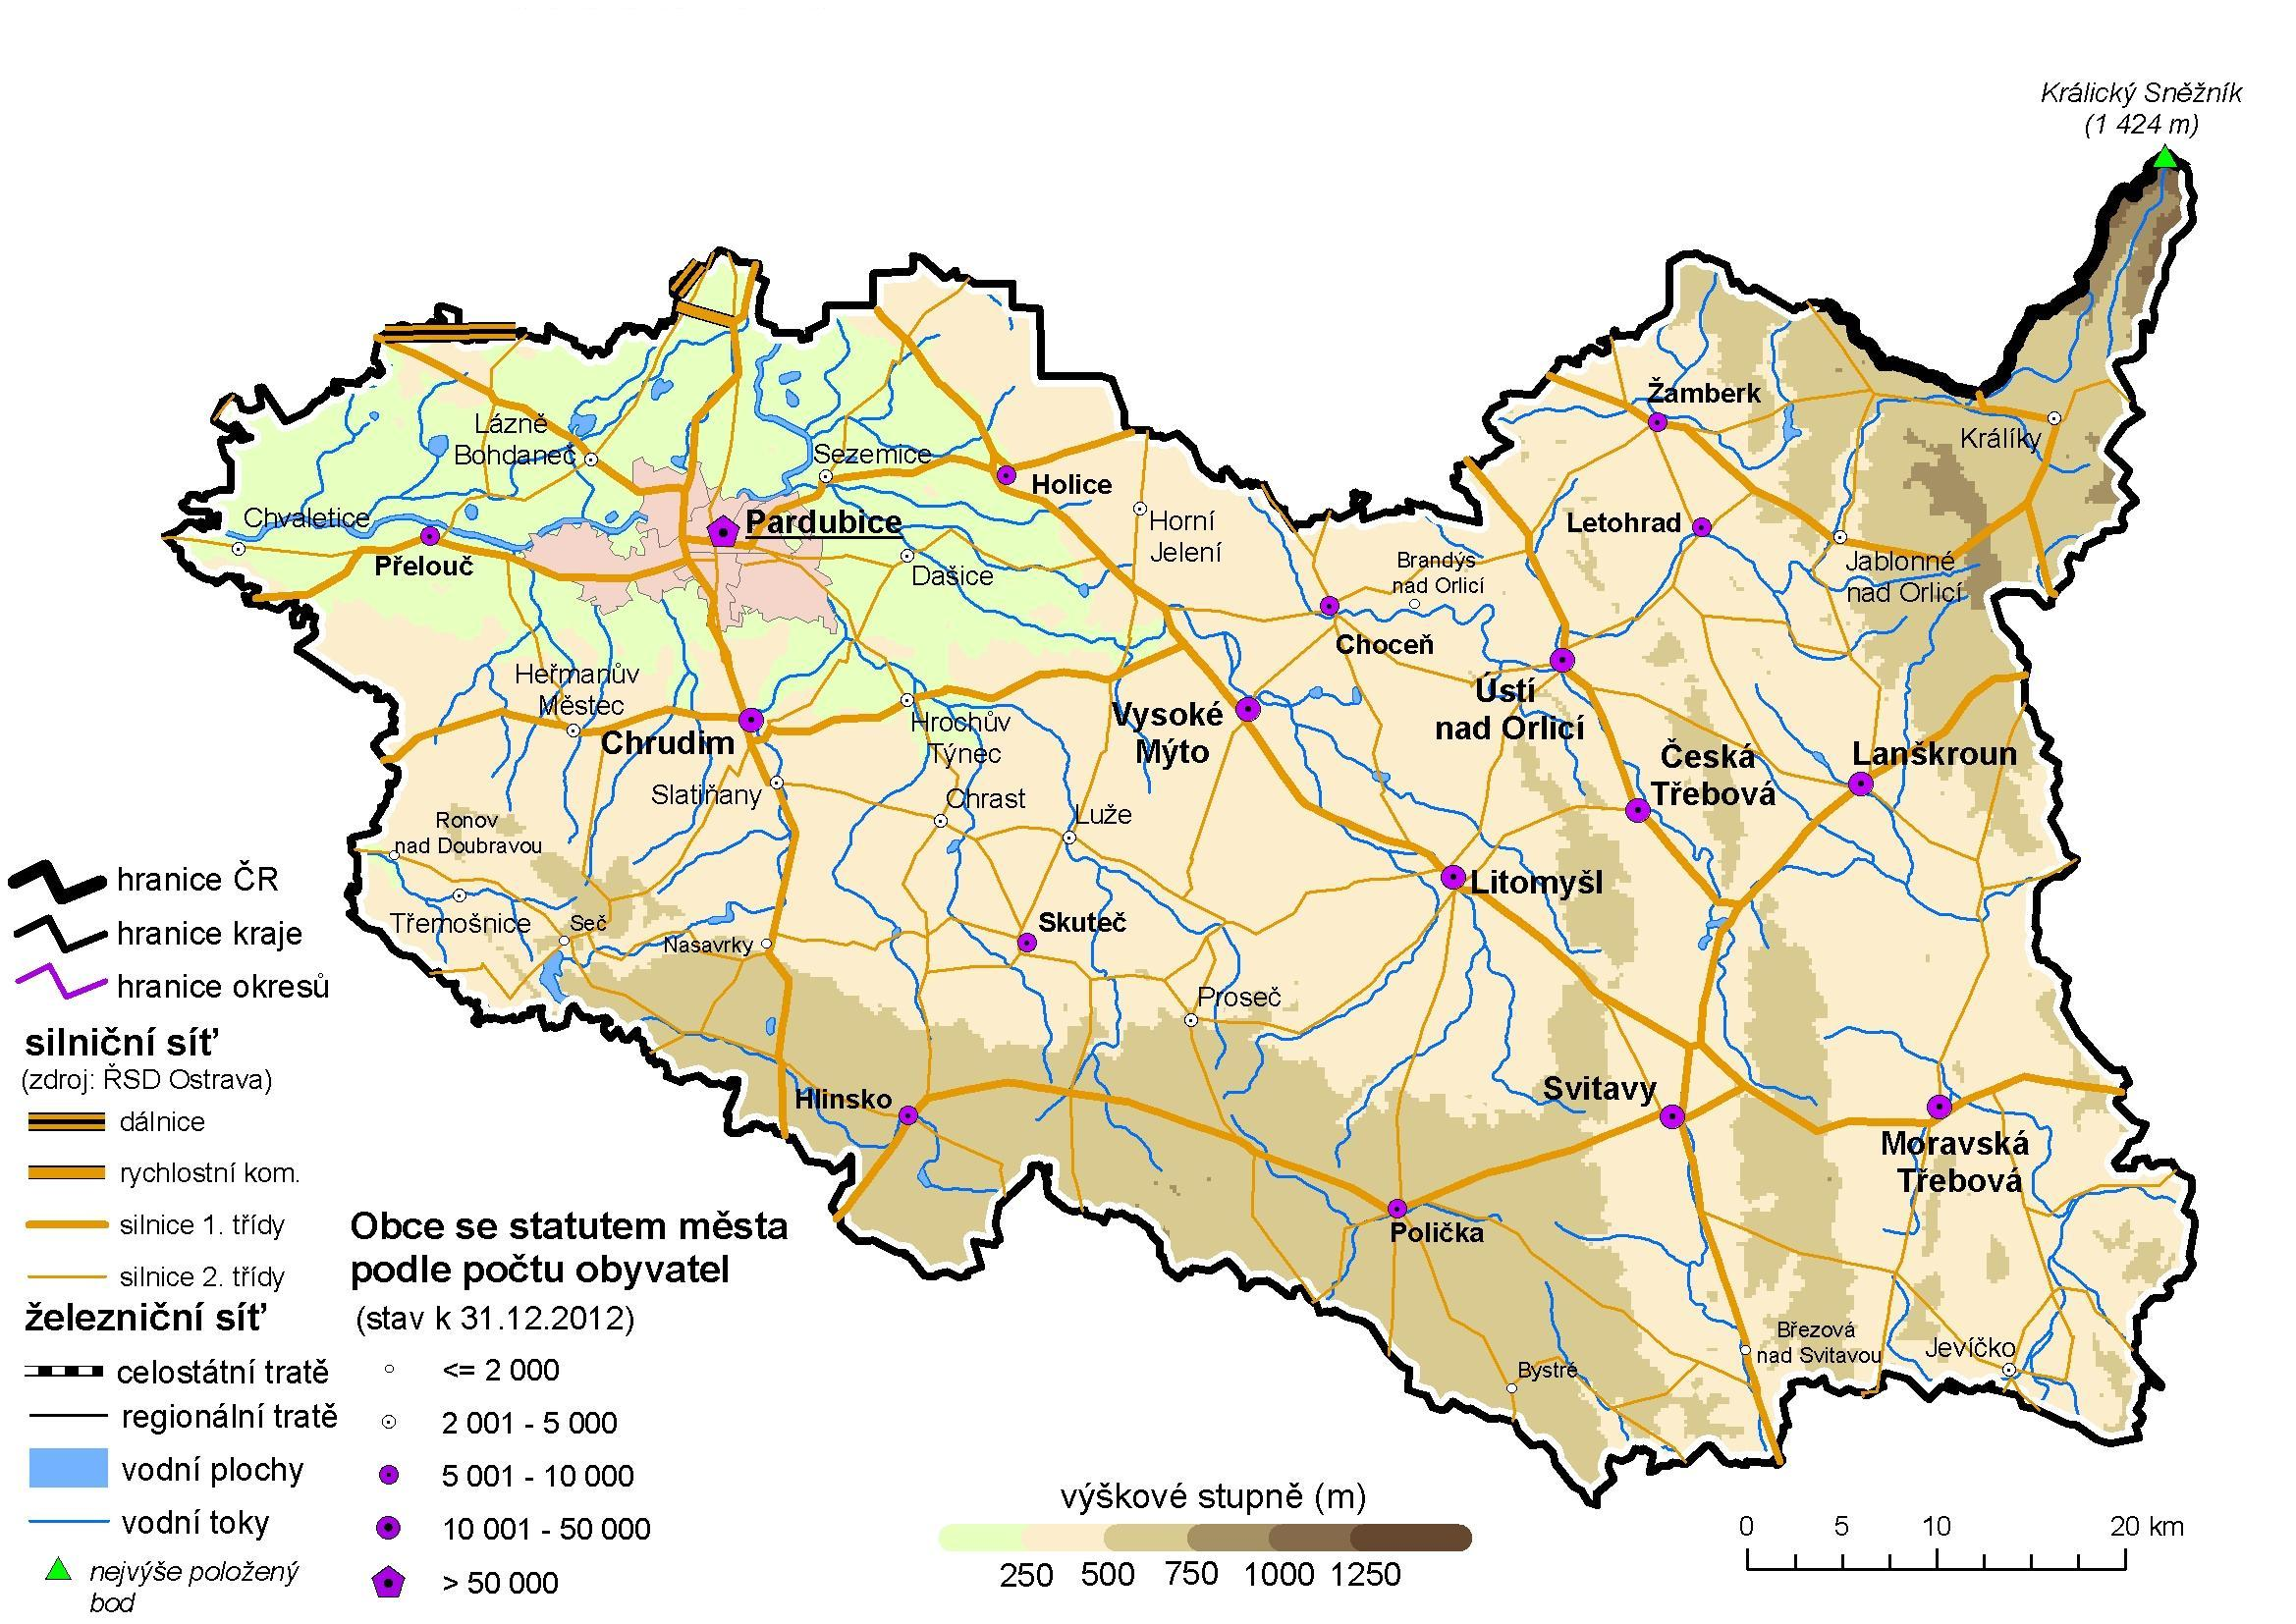 Králický Sněžník
(1 424 m)
Žamberk
Lázně
Bohdaneč
Sezemice
Králíky
Holice
Chvaletice
Pardubice
Horní
Jelení
Letohrad
Přelouč
Dašice
Brandýs
nad Orlicí
Jablonné
nad Orlicí
Choceň
Heřmanův
Městec
Ústí
nad Orlicí
Chrudim
Hrochův
Týnec
Vysoké
Mýto
Česká
Třebová
Lanškroun
Slatiňany
Chrast
Luže
Ronov
nad Doubravou
Litomyšl
Třemošnice
Seč
Nasavrky
Skuteč
Proseč
Hlinsko
Svitavy
Moravská
Třebová
Polička
Březová
nad Svitavou
Jevíčko
Bystré
hranice ČR
hranice kraje
hranice okresů
silniční síť
(zdroj: ŘSD Ostrava)
dálnice
rychlostní kom.
silnice 1. třídy
silnice 2. třídy
železniční síť
celostátní tratě
regionální tratě
vodní plochy
vodní toky
nejvýše položený
bod
Obce se statutem města
podle počtu obyvatel
(stav k 31.12.2012)
<= 2 000
2 001 - 5 000
5 001 - 10 000
10 001 - 50 000
> 50 000
výškové stupně (m)
250 500 750 1000 1250
0 5 10 20 km